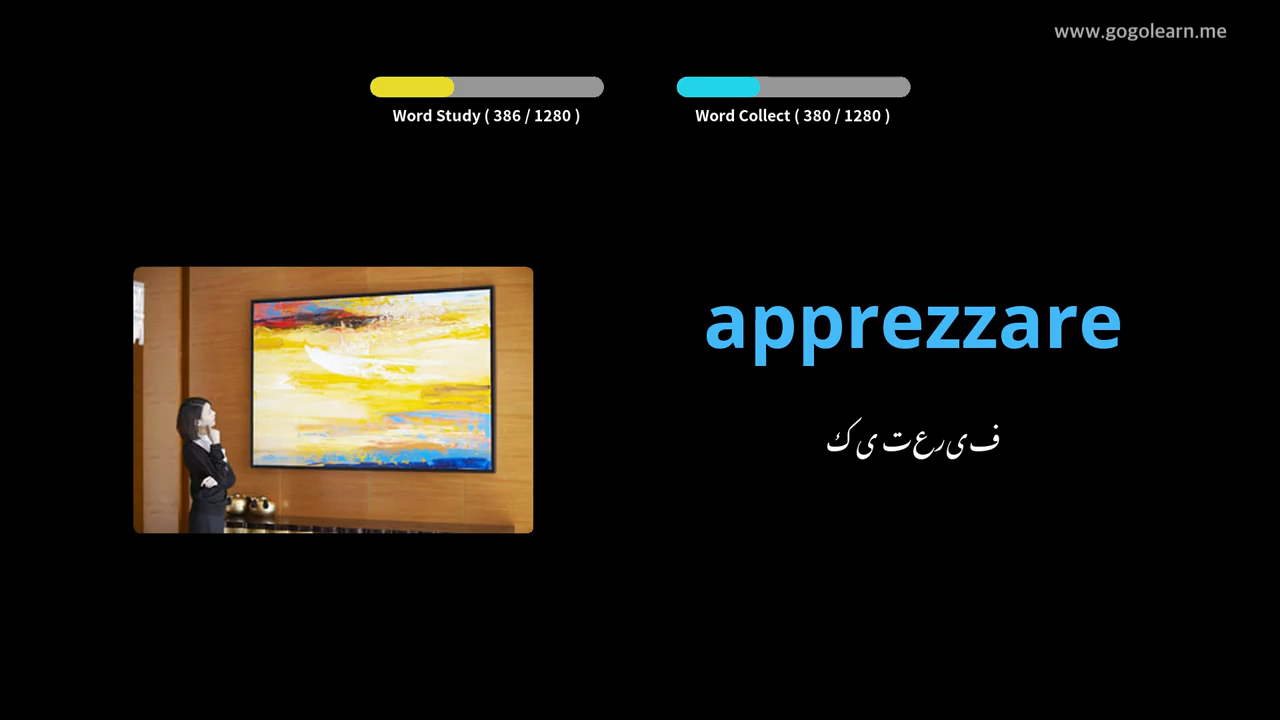 www.gogolearn.me
Word Study ( 386 / 1280 )
Word Collect ( 380 / 1280 )
apprezzare
کی تعریف